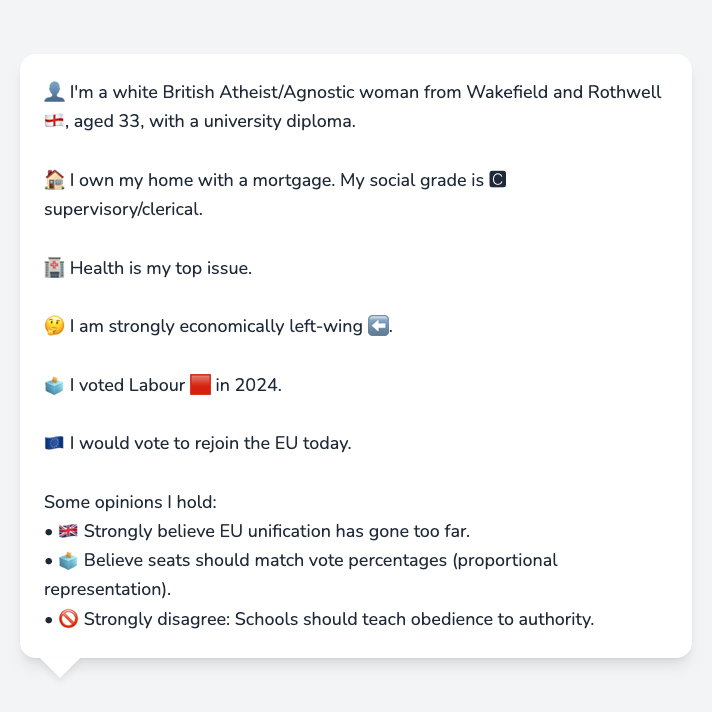 👤 I'm a white British Atheist/Agnostic woman from Wakefield and Rothwell
🏴󠁧󠁢󠁥󠁮󠁧󠁿, aged 33, with a university diploma.
🏠 I own my home with a mortgage. My social grade is 🅲
supervisory/clerical.
🏥 Health is my top issue.
🤔 I am strongly economically left-wing ⬅️.
🗳️ I voted Labour 🟥 in 2024.
🇪🇺 I would vote to rejoin the EU today.
Some opinions I hold:
• 🇬🇧 Strongly believe EU unification has gone too far.
• 🗳️ Believe seats should match vote percentages (proportional
representation).
• 🚫 Strongly disagree: Schools should teach obedience to authority.